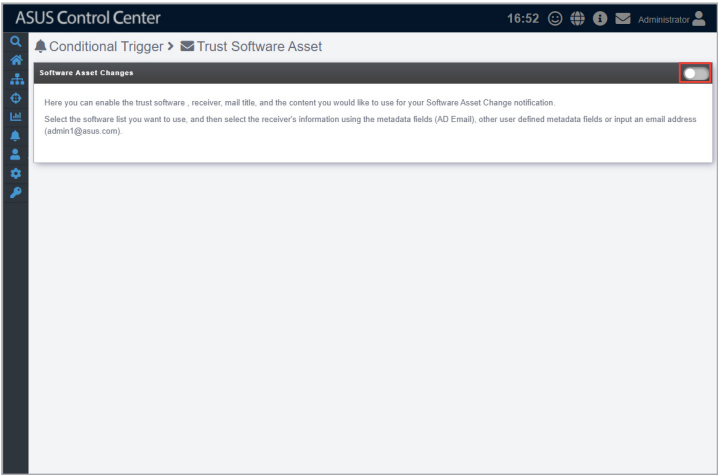 ASUS Control Center
16:52
Administrator
Conditional Trigger > Trust Software Asset
Software Asset Changes
Here you can enable the trust software , receiver, mail title, and the content you would like to use for your Software Asset Change notification.
Select the software list you want to use, and then select the receiver's information using the metadata fields (AD Email), other user defined metadata fields or input an email address
(admin1@asus.com).